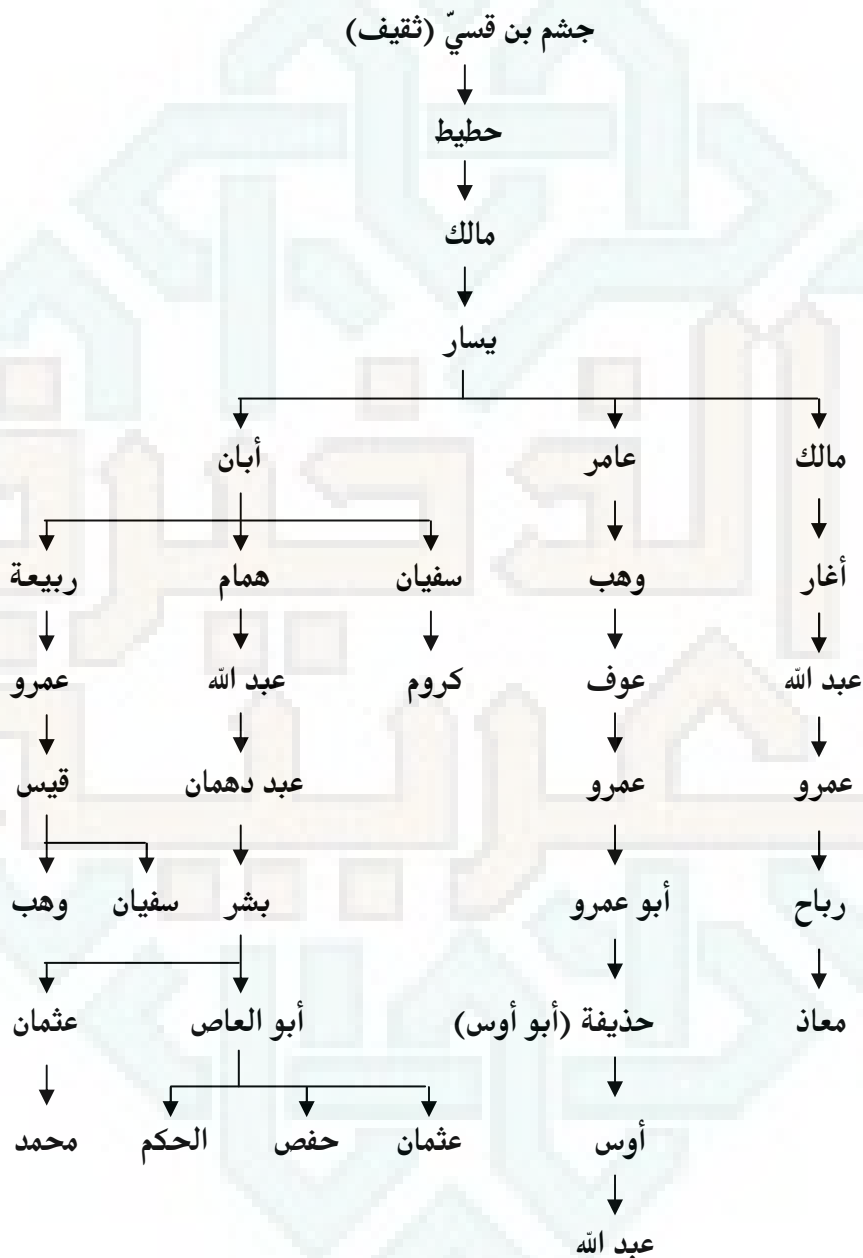 جشم بن قسيّ (ثقيف)
حطيط
مالك
يسار
مالك عامر أبان
أغار وهب سفيان همام ربيعة
عبد الله عوف كروم عبد الله عمرو
عمرو عمرو عبد دهمان قيس
رباح أبو عمرو بشر سفيان وهب
معاذ حذيفة (أبو أوس) أبو العاص عثمان
أوس عثمان حفص الحكم محمد
عبد الله